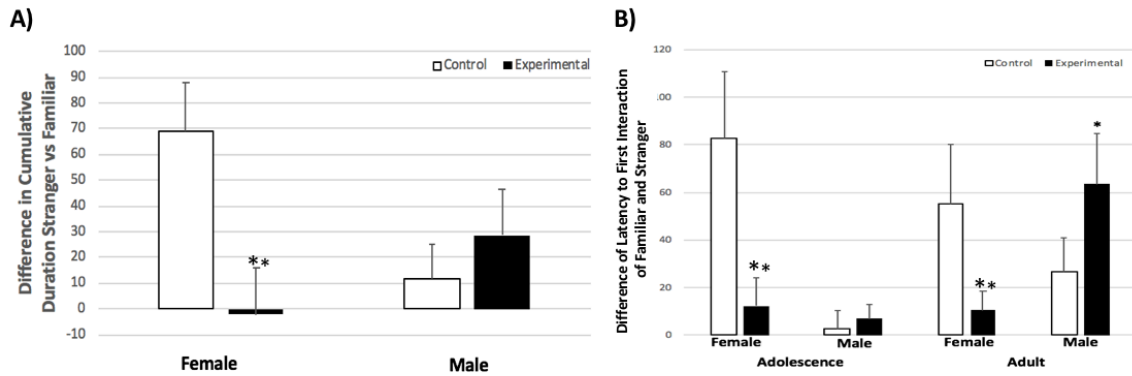 A)
Difference in Cumulative
Duration Stranger vs Familiar
100
90
80
70
60
50
40
30
20
10
0
-10
Control Experimental
**
Female Male
B)
Difference of Latency to First Interaction
of Familiar and Stranger
120
100
80
60
40
20
0
Control Experimental
**
**
*
Female Male Female Male
Adolescence Adult